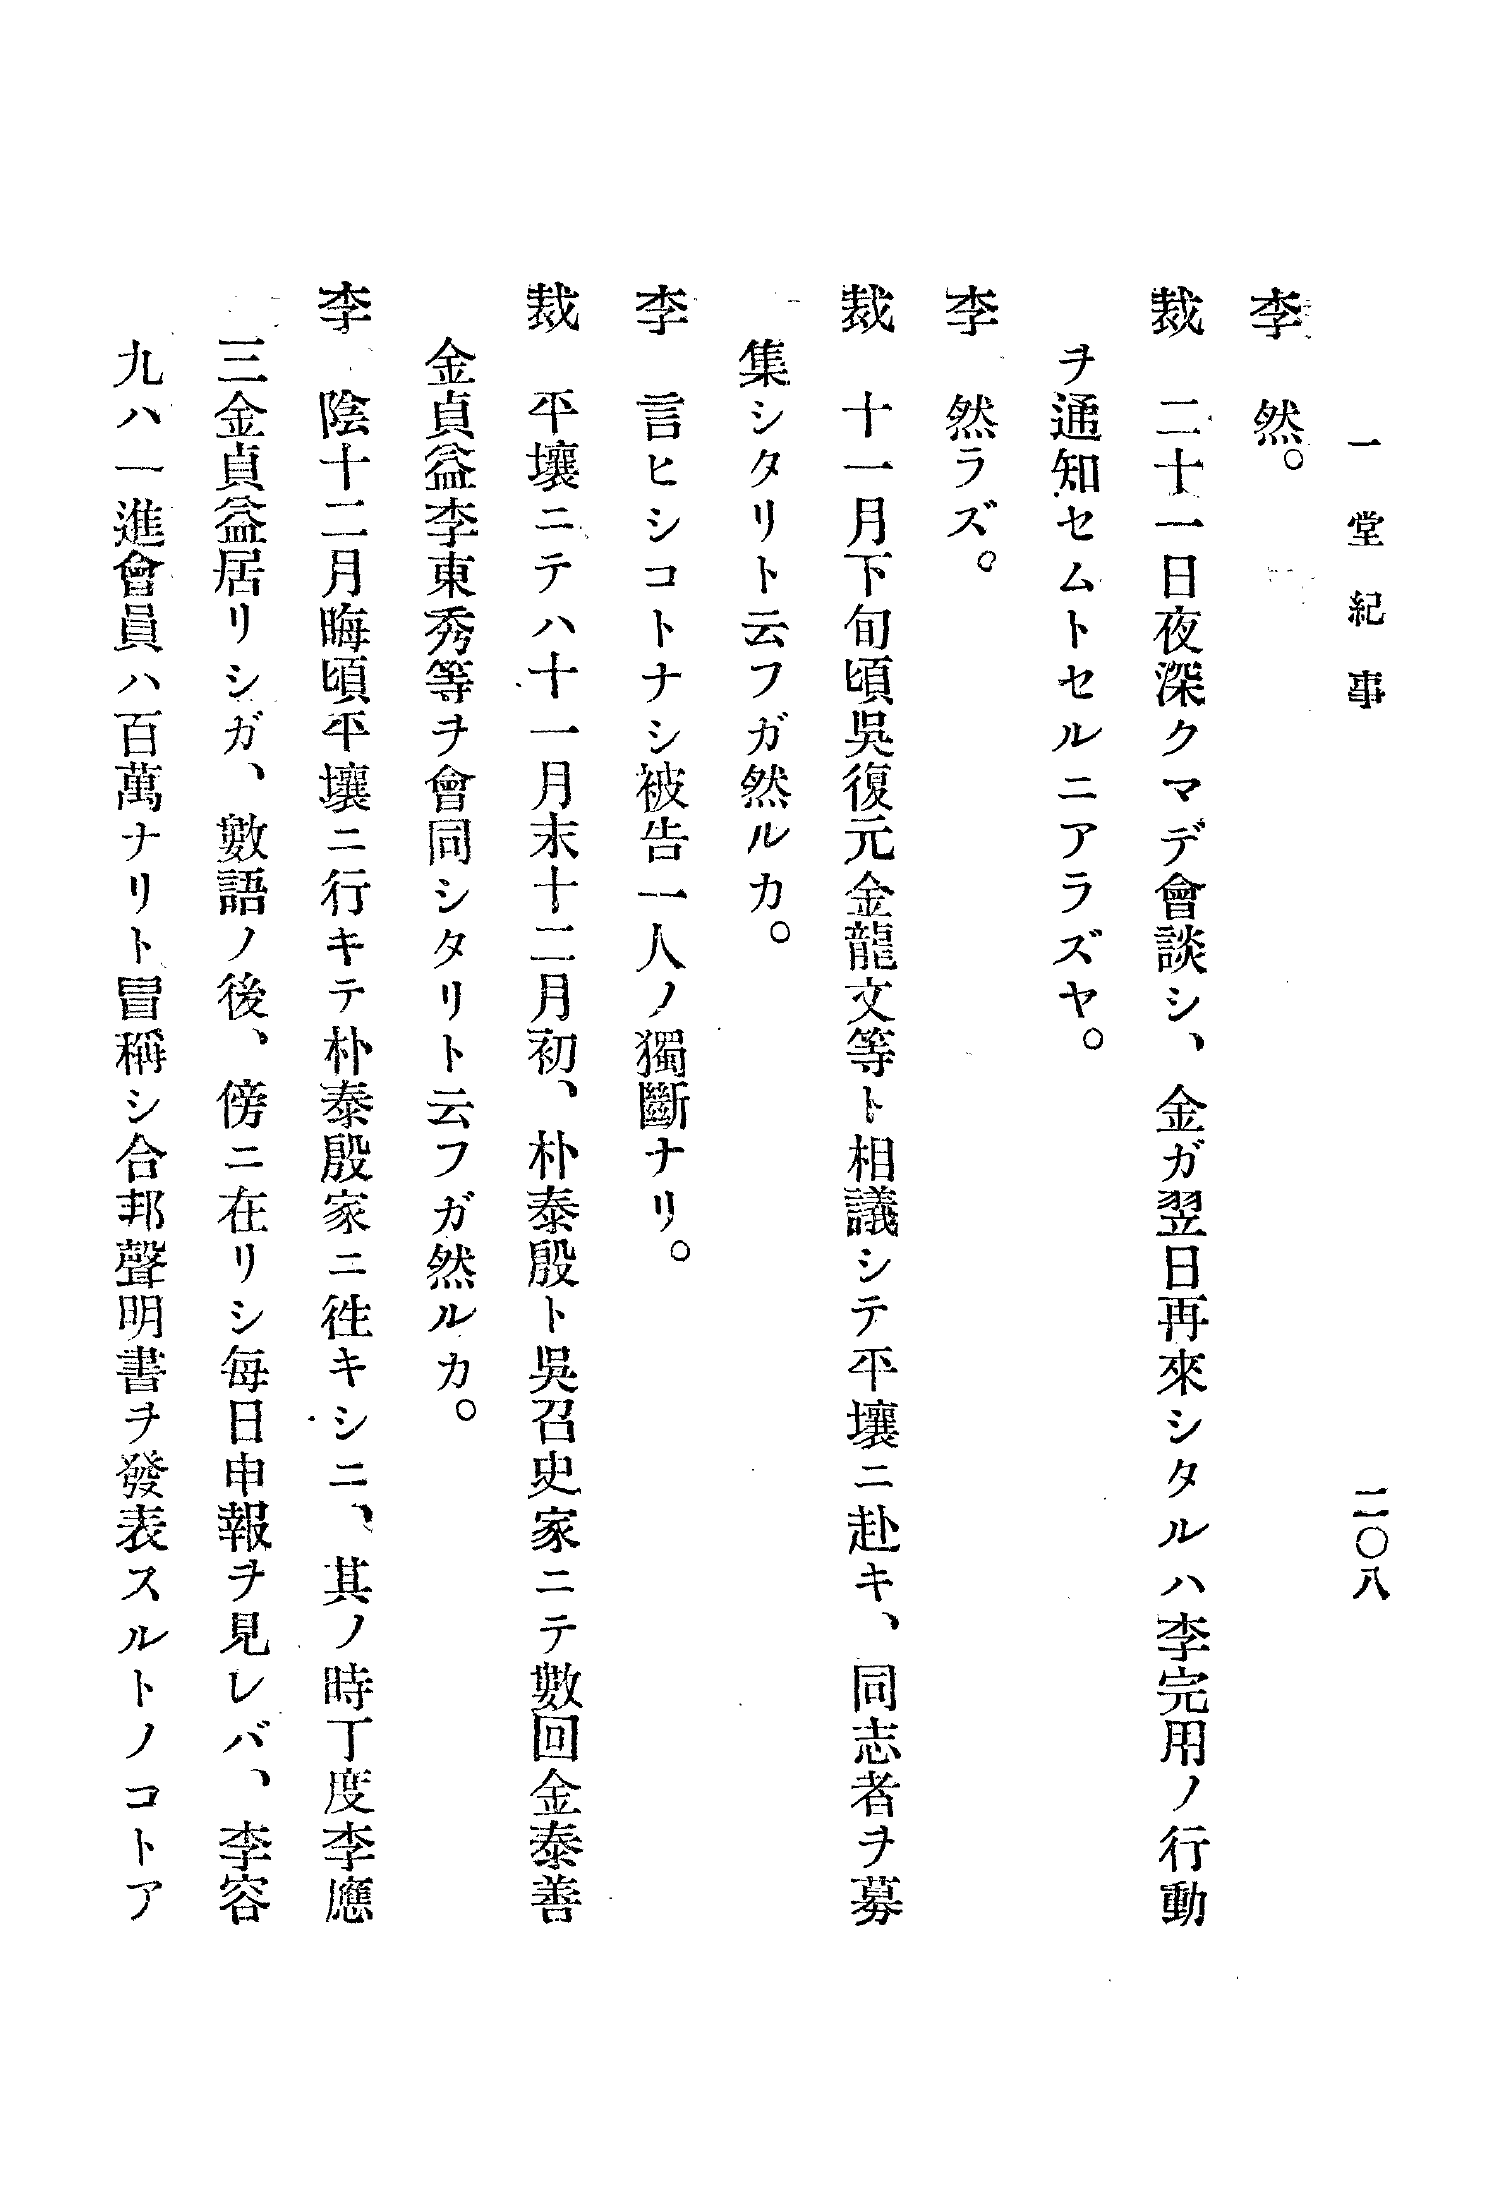 一堂紀事
二〇八
李　然。
裁　二十一日夜深クマデ會談シ、金ガ翌日再來シタルハ李完用ノ行動
ヲ通知セムトセルニアラズヤ。
李　然ラズ。
裁　十一月下旬頃吳復元金龍文等ト相議シテ平壤ニ赴キ、同志者ヲ募
集シタリト云フガ然ルカ。
李　言ヒシコトナシ被告一人ノ獨斷ナリ。
裁　平壤ニテハ十一月末十二月初、朴泰殷ト吳召史家ニテ數回金泰善
金貞益李東秀等ヲ會同シタリト云フガ然ルカ。
李　陰十二月晦頃平壤ニ行キテ朴泰殷家ニ徃キシニ、其ノ時丁度李應
三金貞益居リシガ、數語ノ後、傍ニ在リシ每日申報ヲ見レバ、李容
九ハ一進會員ハ百萬ナリト冒稱シ合邦聲明書ヲ發表スルトノコトア